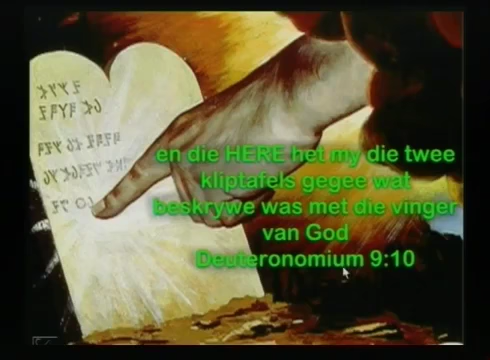 en die HERE het my die twee
kliptafels gegee wat
beskrywe was met die vinger
van God
Deuteronomium 9:10